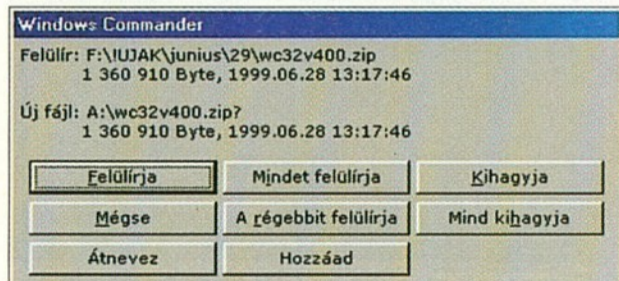 Windows Commander
Felülír: F:\!UJAK\junius\29\wc32v400.zip
1 360 910 Byte, 1999.06.28 13:17:46
Új fájl: A:\wc32v400.zip?
1 360 910 Byte, 1999.06.28 13:17:46
Felülírja Mindet felülírja Kihagyja
Mégse A régebbit felülírja Mind kihagyja
Átnevez Hozzáad